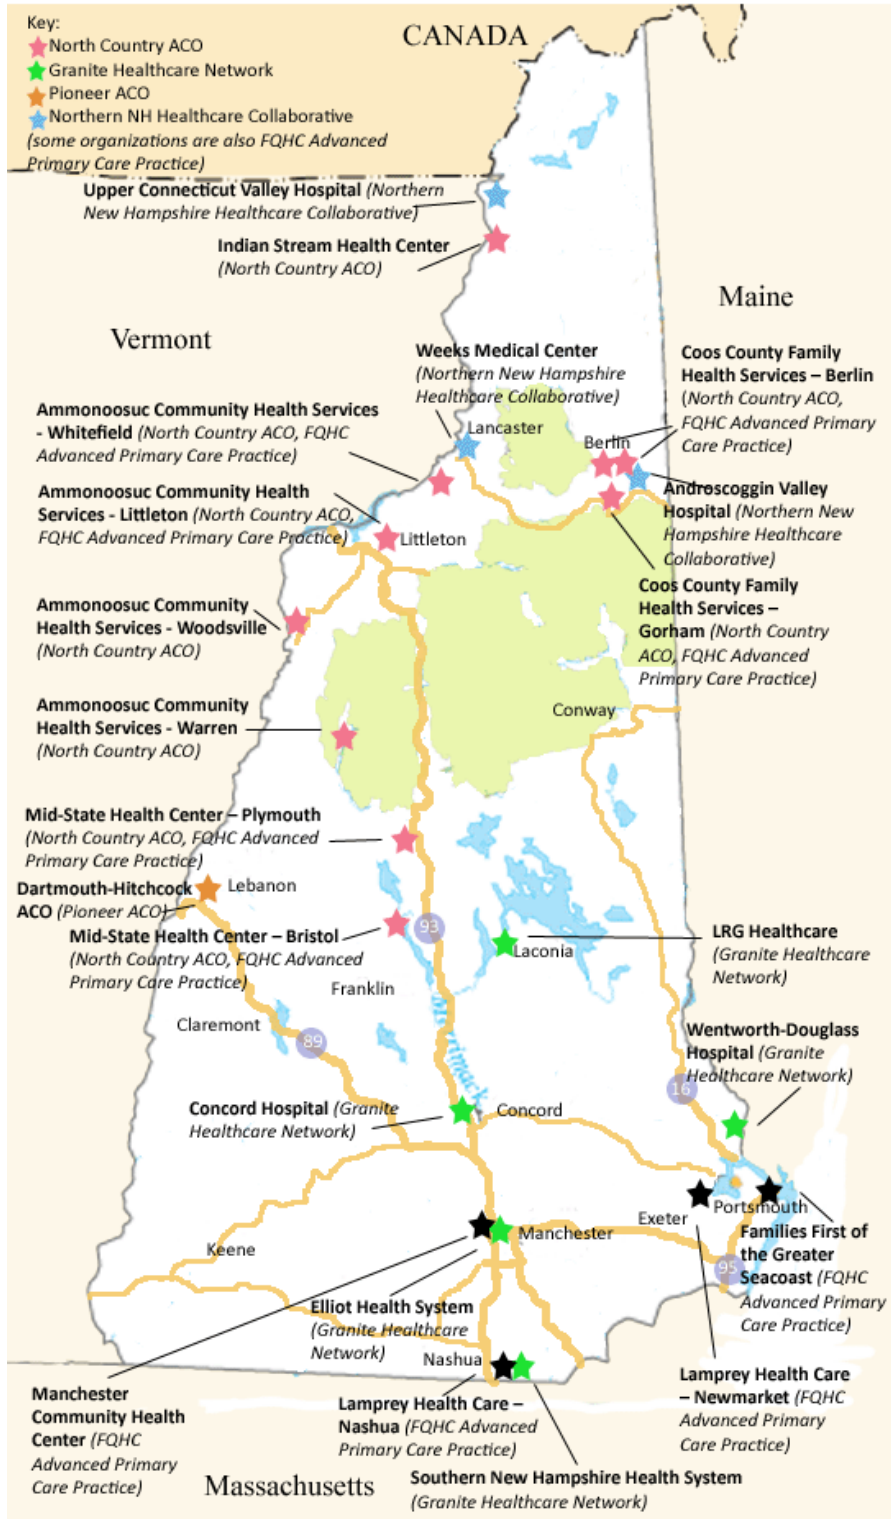 Key:
North Country ACO
Granite Healthcare Network
Pioneer ACO
Northern NH Healthcare Collaborative
(some organizations are also FQHC Advanced
Primary Care Practice)
CANADA
Upper Connecticut Valley Hospital (Northern
New Hampshire Healthcare Collaborative)
Indian Stream Health Center
(North Country ACO)
Maine
Vermont
Weeks Medical Center
(Northern New Hampshire
Healthcare Collaborative)
Coos County Family
Health Services – Berlin
(North Country ACO,
FQHC Advanced Primary
Care Practice)
Ammonoosuc Community Health Services
- Whitefield (North Country ACO, FQHC
Advanced Primary Care Practice)
Lancaster
Berlin
Ammonoosuc Community Health
Services - Littleton (North Country ACO,
FQHC Advanced Primary Care Practice)
Littleton
Androscoggin Valley
Hospital (Northern New
Hampshire Healthcare
Collaborative)
Coos County Family
Health Services –
Gorham (North Country
ACO, FQHC Advanced
Primary Care Practice)
Ammonoosuc Community
Health Services - Woodsville
(North Country ACO)
Ammonoosuc Community
Health Services - Warren
(North Country ACO)
Conway
Mid-State Health Center – Plymouth
(North Country ACO, FQHC Advanced
Primary Care Practice)
Dartmouth-Hitchcock
ACO (Pioneer ACO)
Lebanon
Mid-State Health Center – Bristol
(North Country ACO, FQHC Advanced
Primary Care Practice)
93
Laconia
LRG Healthcare
(Granite Healthcare
Network)
Franklin
Merrimack
Claremont
89
Wentworth-Douglass
Hospital (Granite
Healthcare Network)
16
Concord Hospital (Granite
Healthcare Network)
Concord
Exeter
Portsmouth
Families First of
the Greater
Seacoast (FQHC
Advanced Primary
Care Practice)
95
Manchester
Keene
Elliot Health System
(Granite Healthcare
Network)
Nashua
Manchester
Community Health
Center (FQHC
Advanced Primary
Care Practice)
Lamprey Health Care –
Nashua (FQHC Advanced
Primary Care Practice)
Lamprey Health Care
– Newmarket (FQHC
Advanced Primary
Care Practice)
Massachusetts
Southern New Hampshire Health System
(Granite Healthcare Network)